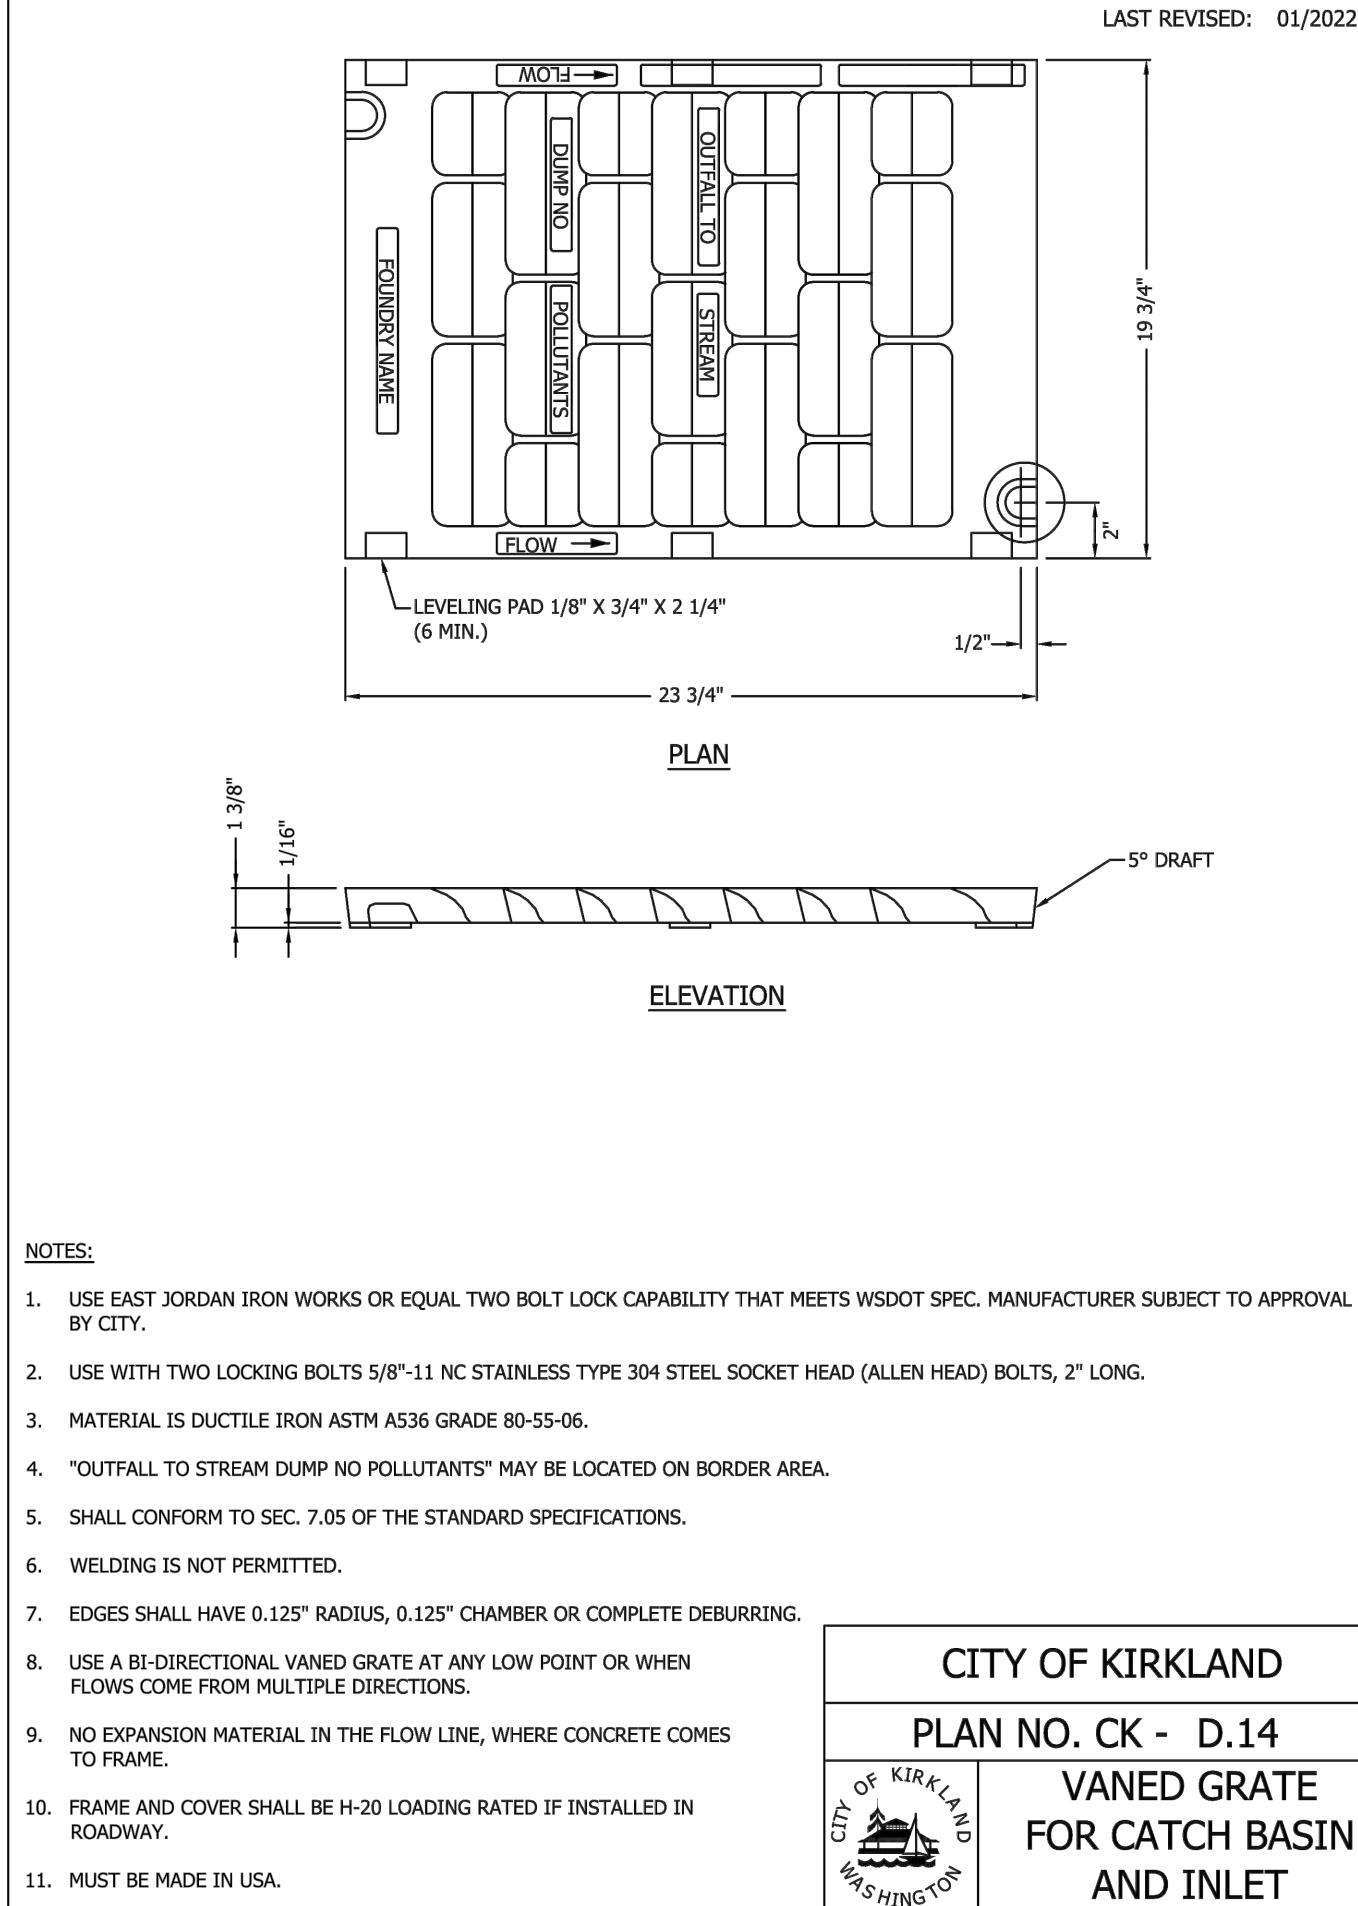 LAST REVISED: 01/2022
FLOW
DUMP NO
OUTFALL TO
FOUNDRY NAME
POLLUTANTS
STREAM
19 3/4"
2"
FLOW
LEVELING PAD 1/8" X 3/4" X 2 1/4"
(6 MIN.)
1/2"
23 3/4"
PLAN
1 3/8"
1/16"
5° DRAFT
ELEVATION
NOTES:
1. USE EAST JORDAN IRON WORKS OR EQUAL TWO BOLT LOCK CAPABILITY THAT MEETS WSDOT SPEC. MANUFACTURER SUBJECT TO APPROVAL
BY CITY.
2. USE WITH TWO LOCKING BOLTS 5/8"-11 NC STAINLESS TYPE 304 STEEL SOCKET HEAD (ALLEN HEAD) BOLTS, 2" LONG.
3. MATERIAL IS DUCTILE IRON ASTM A536 GRADE 80-55-06.
4. "OUTFALL TO STREAM DUMP NO POLLUTANTS" MAY BE LOCATED ON BORDER AREA.
5. SHALL CONFORM TO SEC. 7.05 OF THE STANDARD SPECIFICATIONS.
6. WELDING IS NOT PERMITTED.
7. EDGES SHALL HAVE 0.125" RADIUS, 0.125" CHAMBER OR COMPLETE DEBURRING.
8. USE A BI-DIRECTIONAL VANED GRATE AT ANY LOW POINT OR WHEN
FLOWS COME FROM MULTIPLE DIRECTIONS.
9. NO EXPANSION MATERIAL IN THE FLOW LINE, WHERE CONCRETE COMES
TO FRAME.
10. FRAME AND COVER SHALL BE H-20 LOADING RATED IF INSTALLED IN
ROADWAY.
11. MUST BE MADE IN USA.
CITY OF KIRKLAND
PLAN NO. CK - D.14
CITY OF KIRKLAND
WASHINGTON
VANED GRATE
FOR CATCH BASIN
AND INLET